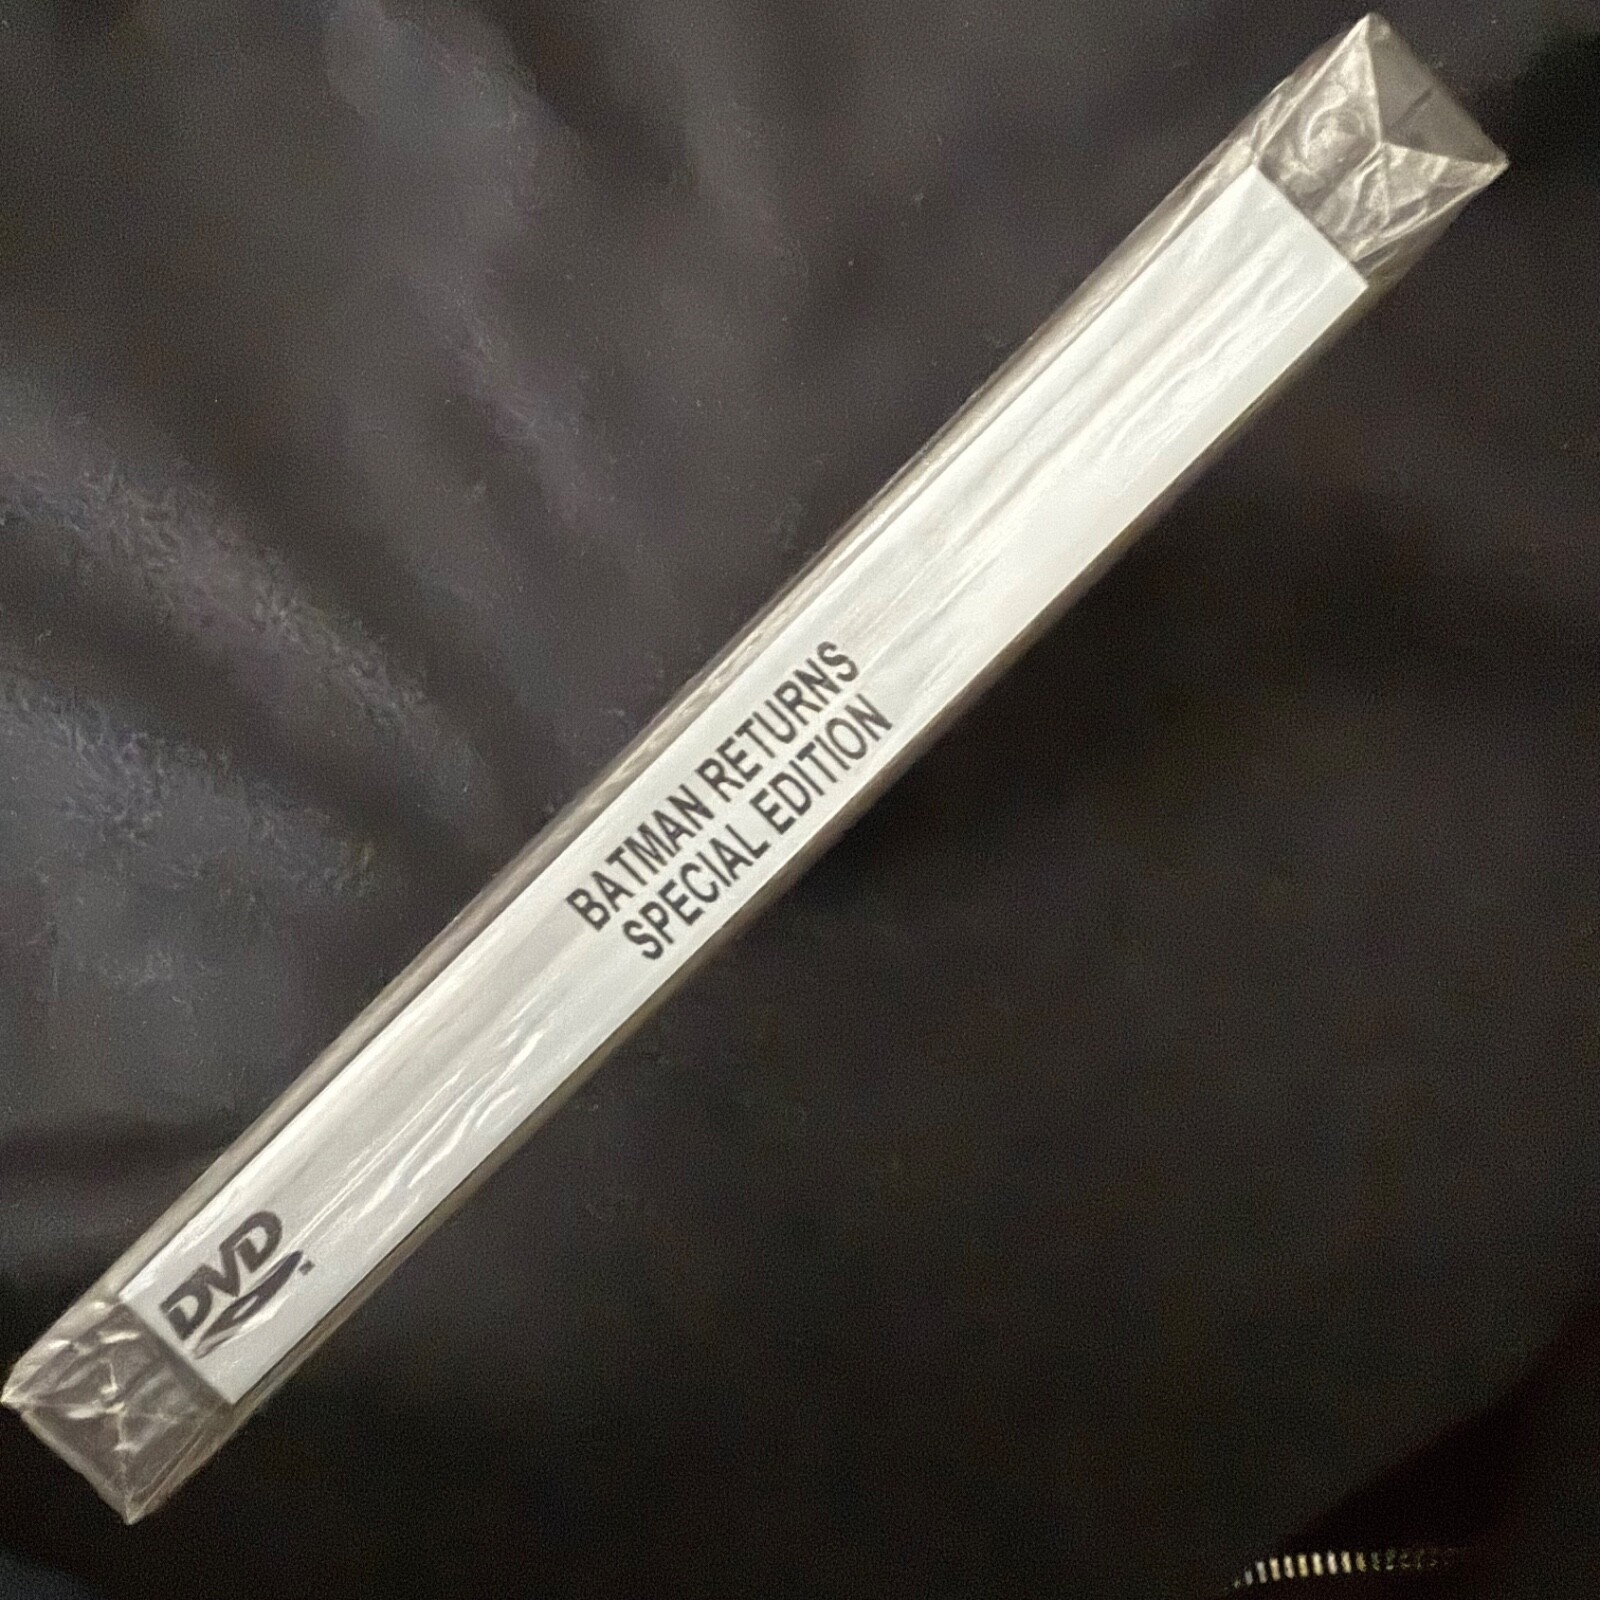 BATMAN RETURNS
SPECIAL EDITION
DVD